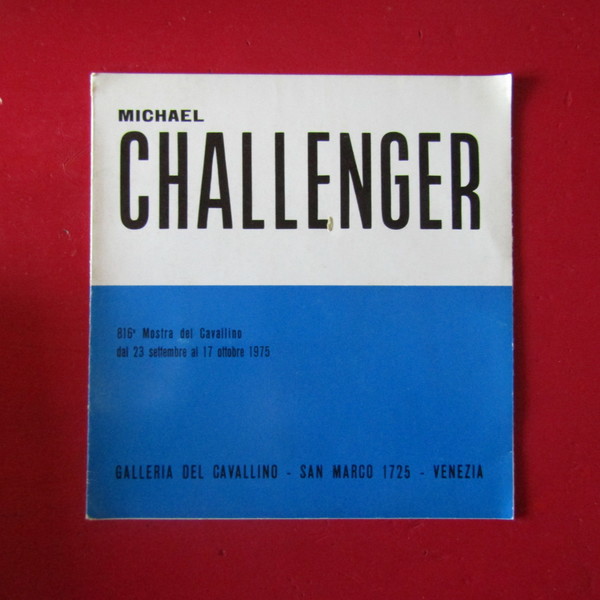 MICHAEL
CHALLENGER
816ª Mostra del Cavallino
dal 23 settembre al 17 ottobre 1975
GALLERIA DEL CAVALLINO - SAN MARCO 1725 - VENEZIA